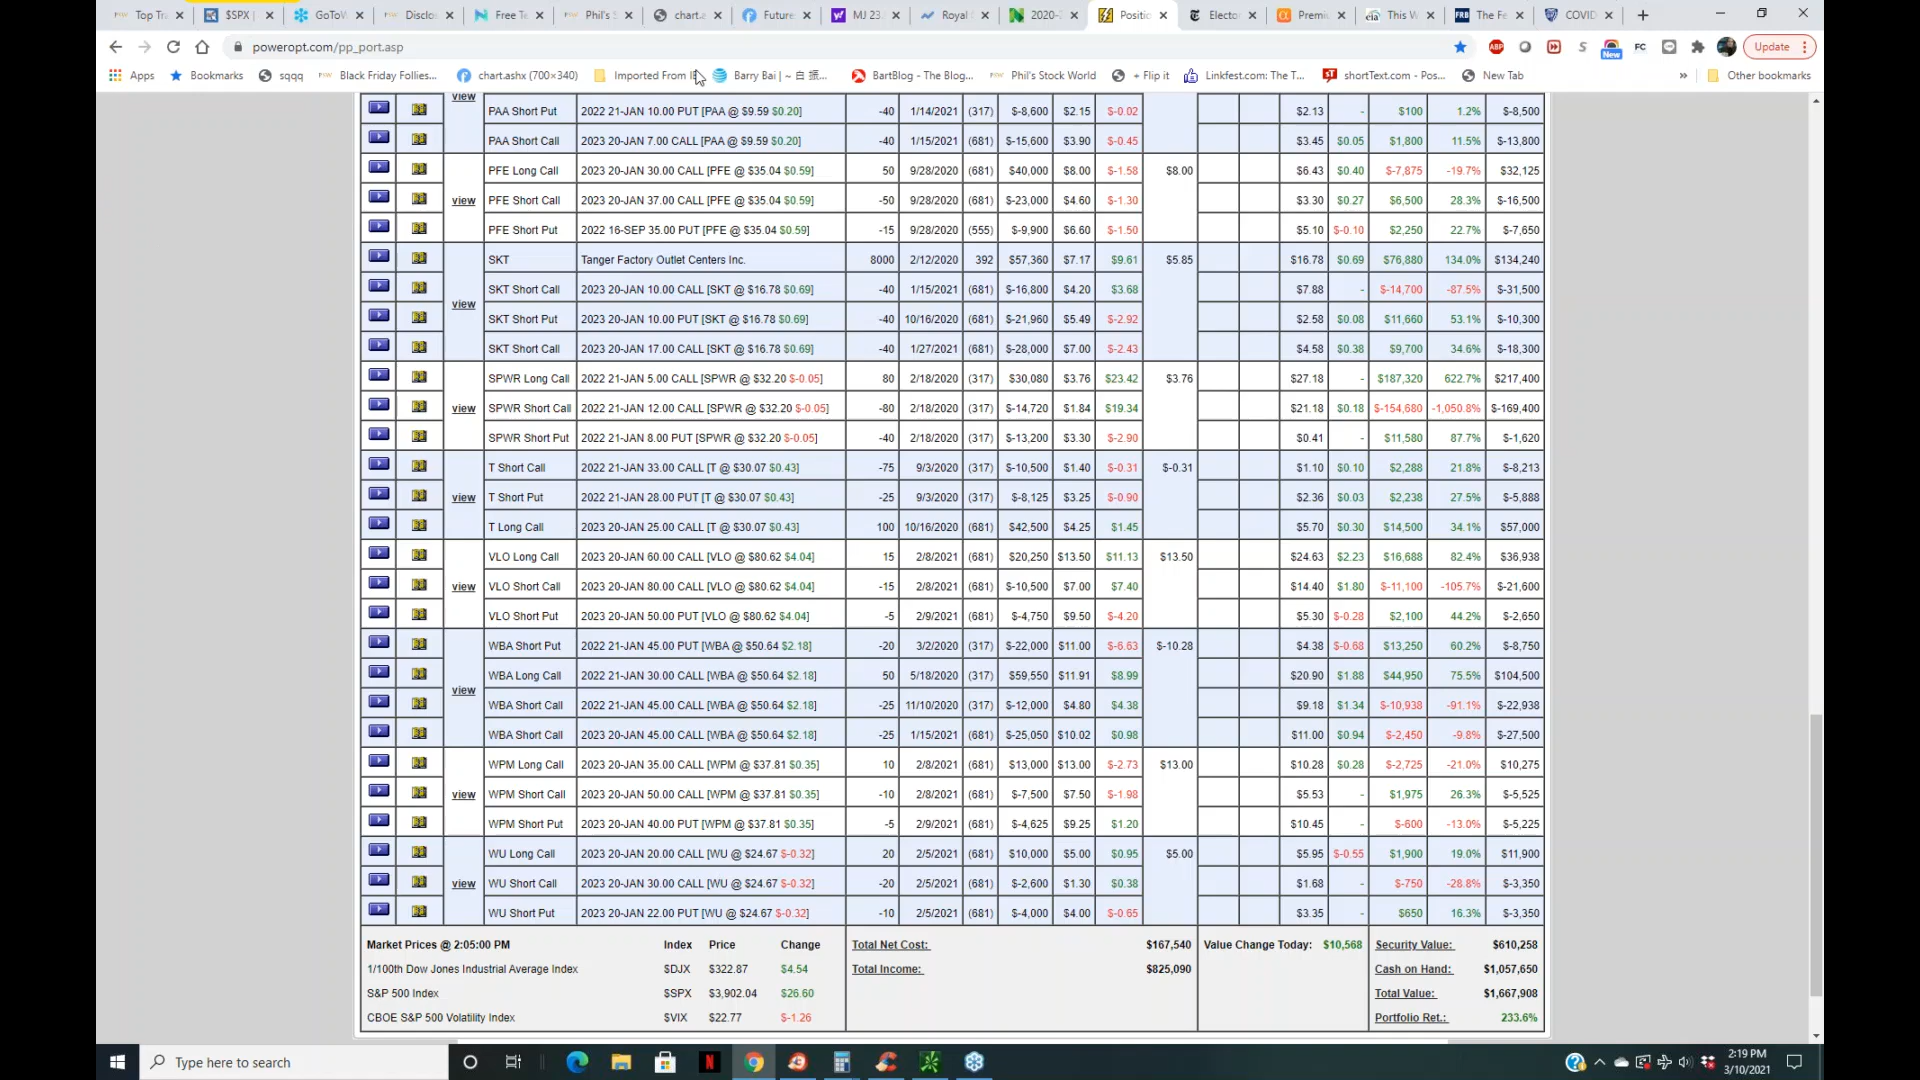 Top Tra
$SPX |
GoToW
Disclo
Free Te
Phil's S
chart.a
Future
MJ 23.
Royal
2020-
Positio
Elector
Premiu
This W
The Fe
COVID
poweropt.com/pp_port.asp
ABP
New
FC
Update
Apps
Bookmarks
sqqq
Black Friday Follies...
chart.ashx (700×340)
Imported From IE
Barry Bai | ~ 白 振...
BartBlog - The Blog...
Phil's Stock World
+ Flip it
Linkfest.com: The T...
shortText.com - Pos...
New Tab
»
Other bookmarks
view PAA Short Put 2022 21-JAN 10.00 PUT [PAA @ $9.59 $0.20] -40 1/14/2021 (317) $-8,600 $2.15 $-0.02 $2.13 - $100 1.2% $-8,500
PAA Short Call 2023 20-JAN 7.00 CALL [PAA @ $9.59 $0.20] -40 1/15/2021 (681) $-15,600 $3.90 $-0.45 $3.45 $0.05 $1,800 11.5% $-13,800
PFE Long Call 2023 20-JAN 30.00 CALL [PFE @ $35.04 $0.59] 50 9/28/2020 (681) $40,000 $8.00 $-1.58 $8.00 $6.43 $0.40 $-7,875 -19.7% $32,125
view PFE Short Call 2023 20-JAN 37.00 CALL [PFE @ $35.04 $0.59] -50 9/28/2020 (681) $-23,000 $4.60 $-1.30 $3.30 $0.27 $6,500 28.3% $-16,500
PFE Short Put 2022 16-SEP 35.00 PUT [PFE @ $35.04 $0.59] -15 9/28/2020 (555) $-9,900 $6.60 $-1.50 $5.10 $-0.10 $2,250 22.7% $-7,650
SKT Tanger Factory Outlet Centers Inc. 8000 2/12/2020 392 $57,360 $7.17 $9.61 $5.85 $16.78 $0.69 $76,880 134.0% $134,240
SKT Short Call 2023 20-JAN 10.00 CALL [SKT @ $16.78 $0.69] -40 1/15/2021 (681) $-16,800 $4.20 $3.68 $7.88 - $-14,700 -87.5% $-31,500
view
SKT Short Put 2023 20-JAN 10.00 PUT [SKT @ $16.78 $0.69] -40 10/16/2020 (681) $-21,960 $5.49 $-2.92 $2.58 $0.08 $11,660 53.1% $-10,300
SKT Short Call 2023 20-JAN 17.00 CALL [SKT @ $16.78 $0.69] -40 1/27/2021 (681) $-28,000 $7.00 $-2.43 $4.58 $0.38 $9,700 34.6% $-18,300
SPWR Long Call 2022 21-JAN 5.00 CALL [SPWR @ $32.20 $-0.05] 80 2/18/2020 (317) $30,080 $3.76 $23.42 $3.76 $27.18 - $187,320 622.7% $217,400
view SPWR Short Call 2022 21-JAN 12.00 CALL [SPWR @ $32.20 $-0.05] -80 2/18/2020 (317) $-14,720 $1.84 $19.34 $21.18 $0.18 $-154,680 -1,050.8% $-169,400
SPWR Short Put 2022 21-JAN 8.00 PUT [SPWR @ $32.20 $-0.05] -40 2/18/2020 (317) $-13,200 $3.30 $-2.90 $0.41 - $11,580 87.7% $-1,620
T Short Call 2022 21-JAN 33.00 CALL [T @ $30.07 $0.43] -75 9/3/2020 (317) $-10,500 $1.40 $-0.31 $-0.31 $1.10 $0.10 $2,288 21.8% $-8,213
view T Short Put 2022 21-JAN 28.00 PUT [T @ $30.07 $0.43] -25 9/3/2020 (317) $-8,125 $3.25 $-0.90 $2.36 $0.03 $2,238 27.5% $-5,888
T Long Call 2023 20-JAN 25.00 CALL [T @ $30.07 $0.43] 100 10/16/2020 (681) $42,500 $4.25 $1.45 $5.70 $0.30 $14,500 34.1% $57,000
VLO Long Call 2023 20-JAN 60.00 CALL [VLO @ $80.62 $4.04] 15 2/8/2021 (681) $20,250 $13.50 $11.13 $13.50 $24.63 $2.23 $16,688 82.4% $36,938
view VLO Short Call 2023 20-JAN 80.00 CALL [VLO @ $80.62 $4.04] -15 2/8/2021 (681) $-10,500 $7.00 $7.40 $14.40 $1.80 $-11,100 -105.7% $-21,600
VLO Short Put 2023 20-JAN 50.00 PUT [VLO @ $80.62 $4.04] -5 2/9/2021 (681) $-4,750 $9.50 $-4.20 $5.30 $-0.28 $2,100 44.2% $-2,650
WBA Short Put 2022 21-JAN 45.00 PUT [WBA @ $50.64 $2.18] -20 3/2/2020 (317) $-22,000 $11.00 $-6.63 $-10.28 $4.38 $-0.68 $13,250 60.2% $-8,750
WBA Long Call 2022 21-JAN 30.00 CALL [WBA @ $50.64 $2.18] 50 5/18/2020 (317) $59,550 $11.91 $8.99 $20.90 $1.88 $44,950 75.5% $104,500
view
WBA Short Call 2022 21-JAN 45.00 CALL [WBA @ $50.64 $2.18] -25 11/10/2020 (317) $-12,000 $4.80 $4.38 $9.18 $1.34 $-10,938 -91.1% $-22,938
WBA Short Call 2023 20-JAN 45.00 CALL [WBA @ $50.64 $2.18] -25 1/15/2021 (681) $-25,050 $10.02 $0.98 $11.00 $0.94 $-2,450 -9.8% $-27,500
WPM Long Call 2023 20-JAN 35.00 CALL [WPM @ $37.81 $0.35] 10 2/8/2021 (681) $13,000 $13.00 $-2.73 $13.00 $10.28 $0.28 $-2,725 -21.0% $10,275
view WPM Short Call 2023 20-JAN 50.00 CALL [WPM @ $37.81 $0.35] -10 2/8/2021 (681) $-7,500 $7.50 $-1.98 $5.53 - $1,975 26.3% $-5,525
WPM Short Put 2023 20-JAN 40.00 PUT [WPM @ $37.81 $0.35] -5 2/9/2021 (681) $-4,625 $9.25 $1.20 $10.45 - $-600 -13.0% $-5,225
WU Long Call 2023 20-JAN 20.00 CALL [WU @ $24.67 $-0.32] 20 2/5/2021 (681) $10,000 $5.00 $0.95 $5.00 $5.95 $-0.55 $1,900 19.0% $11,900
view WU Short Call 2023 20-JAN 30.00 CALL [WU @ $24.67 $-0.32] -20 2/5/2021 (681) $-2,600 $1.30 $0.38 $1.68 - $-750 -28.8% $-3,350
WU Short Put 2023 20-JAN 22.00 PUT [WU @ $24.67 $-0.32] -10 2/5/2021 (681) $-4,000 $4.00 $-0.65 $3.35 - $650 16.3% $-3,350
Market Prices @ 2:05:00 PM Index Price Change Total Net Cost: $167,540 Value Change Today: $10,568 Security Value: $610,258
1/100th Dow Jones Industrial Average Index $DJX $322.87 $4.54 Total Income: $825,090 Cash on Hand: $1,057,650
S&P 500 Index $SPX $3,902.04 $26.60 Total Value: $1,667,908
CBOE S&P 500 Volatility Index $VIX $22.77 $-1.26 Portfolio Ret.: 233.6%
Type here to search
2:19 PM
3/10/2021